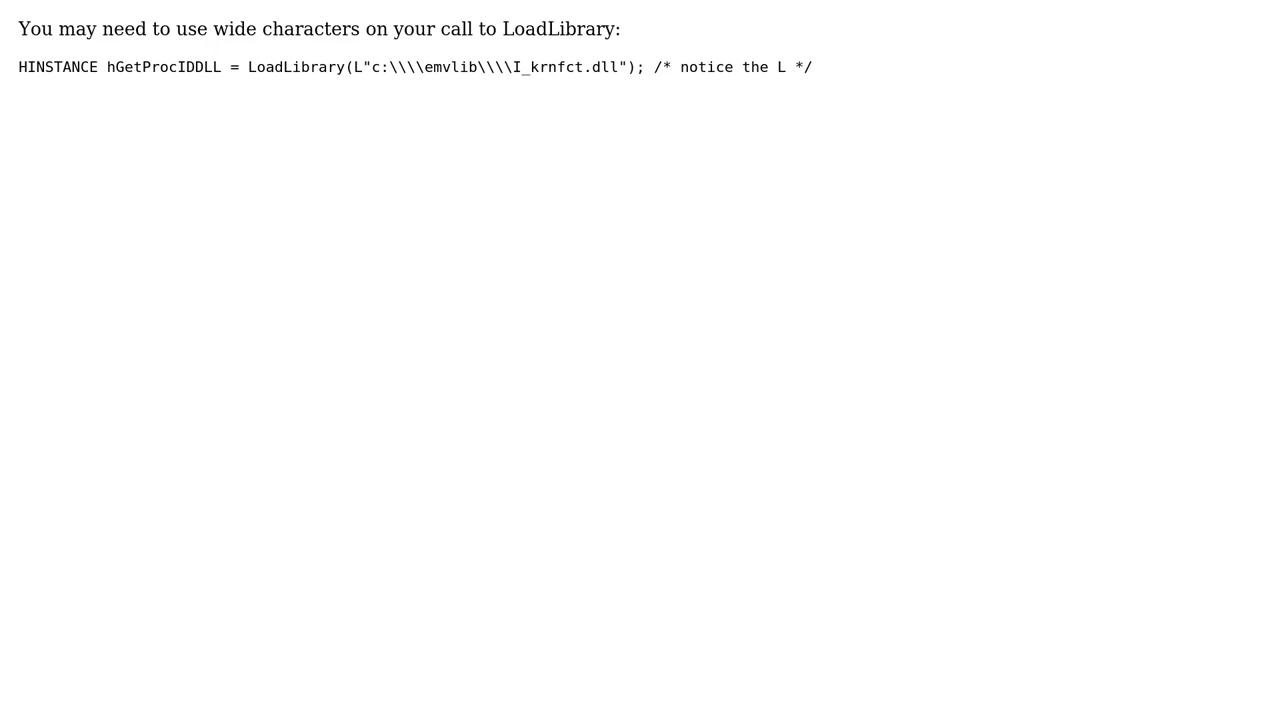 You may need to use wide characters on your call to LoadLibrary:
HINSTANCE hGetProcIDDLL = LoadLibrary(L"c:\\\\emvlib\\\\I_krnfct.dll"); /* notice the L */